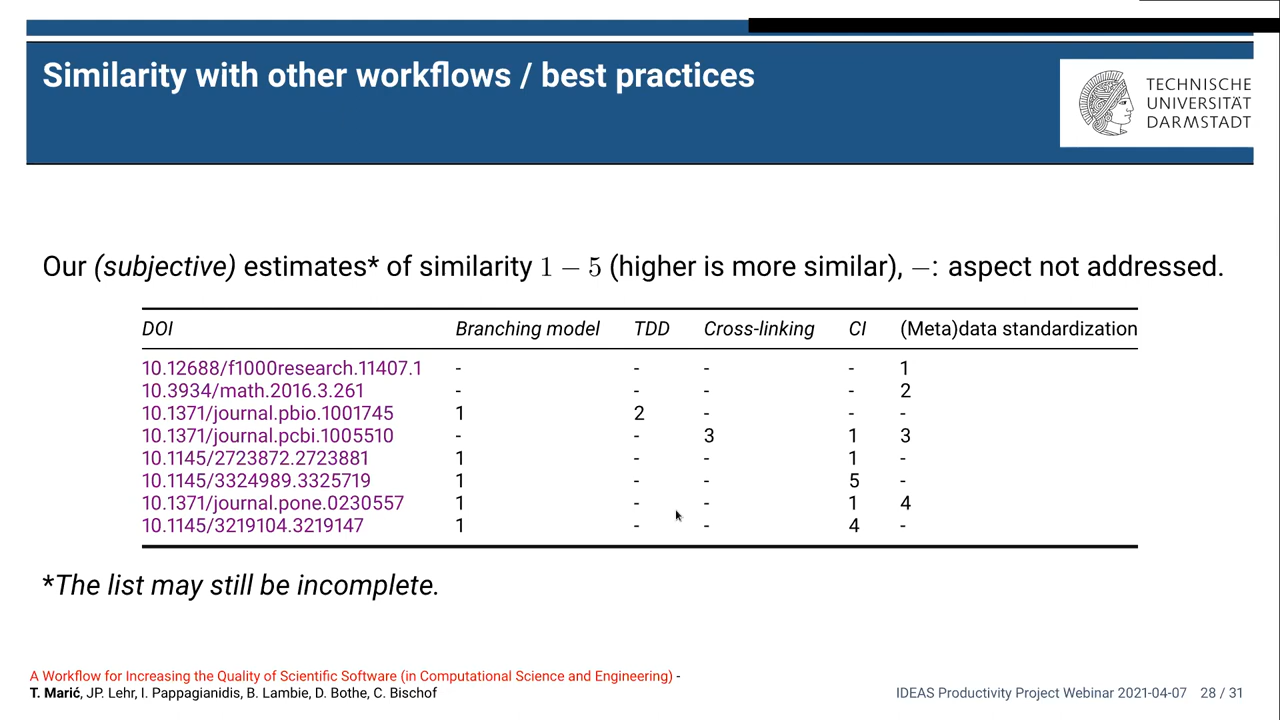 Similarity with other workflows / best practices
TECHNISCHE
UNIVERSITÄT
DARMSTADT
Our (subjective) estimates* of similarity 1 − 5 (higher is more similar), −: aspect not addressed.
DOI Branching model TDD Cross-linking CI (Meta)data standardization
10.12688/f1000research.11407.1 - - - - 1
10.3934/math.2016.3.261 - - - - 2
10.1371/journal.pbio.1001745 1 2 - - -
10.1371/journal.pcbi.1005510 - - 3 1 3
10.1145/2723872.2723881 1 - - 1 -
10.1145/3324989.3325719 1 - - 5 -
10.1371/journal.pone.0230557 1 - - 1 4
10.1145/3219104.3219147 1 - - 4 -
*The list may still be incomplete.
A Workflow for Increasing the Quality of Scientific Software (in Computational Science and Engineering) -
T. Marić, JP. Lehr, I. Pappagianidis, B. Lambie, D. Bothe, C. Bischof
IDEAS Productivity Project Webinar 2021-04-07 28 / 31